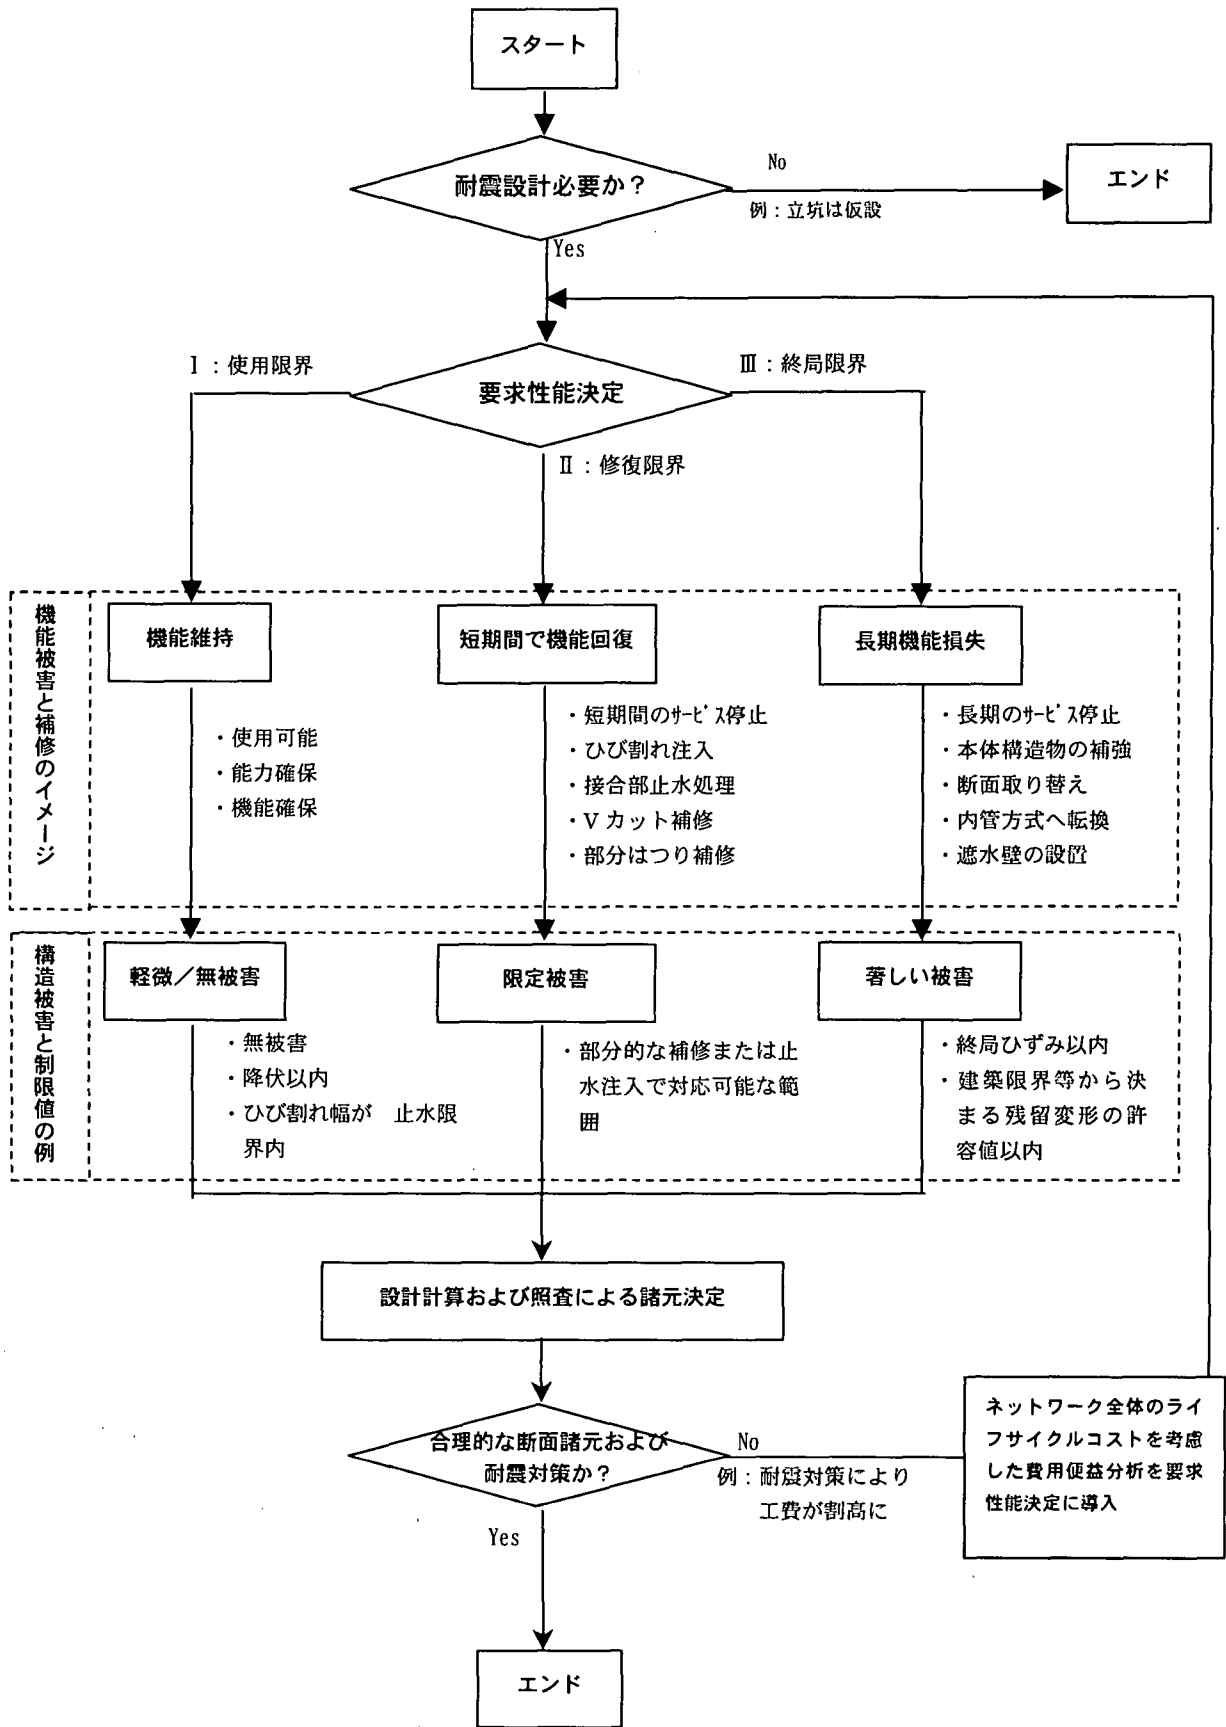 スタート
耐震設計必要か？
No
例：立坑は仮設
エンド
Yes
Ⅰ：使用限界
Ⅲ：終局限界
要求性能決定
Ⅱ：修復限界
機能被害と補修のイメージ
機能維持
・使用可能
・能力確保
・機能確保
短期間で機能回復
・短期間のｻｰﾋﾞｽ停止
・ひび割れ注入
・接合部止水処理
・Vカット補修
・部分はつり補修
長期機能損失
・長期のｻｰﾋﾞｽ停止
・本体構造物の補強
・断面取り替え
・内管方式へ転換
・遮水壁の設置
構造被害と制限値の例
軽微／無被害
・無被害
・降伏以内
・ひび割れ幅が　止水限
界内
限定被害
・部分的な補修または止
水注入で対応可能な範
囲
著しい被害
・終局ひずみ以内
・建築限界等から決
まる残留変形の許
容値以内
設計計算および照査による諸元決定
合理的な断面諸元および
耐震対策か？
No
例：耐震対策により
工費が割高に
ネットワーク全体のライ
フサイクルコストを考慮
した費用便益分析を要求
性能決定に導入
Yes
エンド